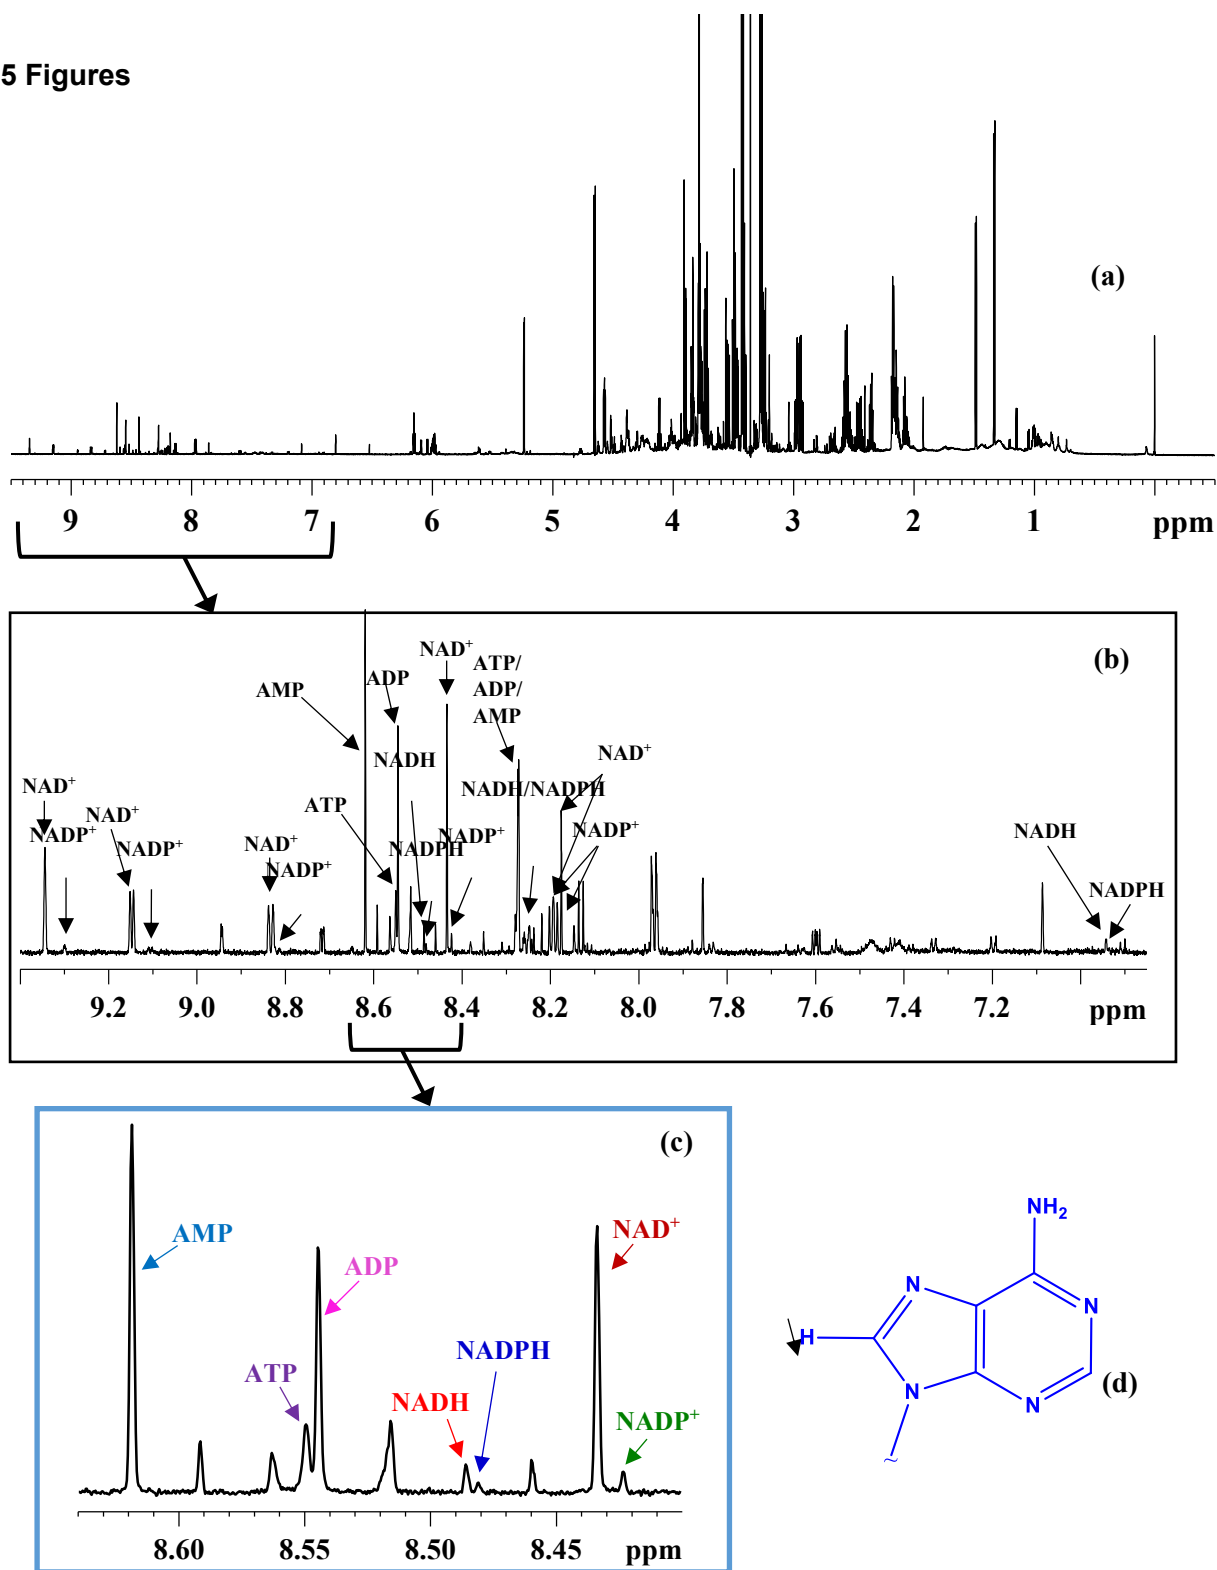 5 Figures
(a)
9 8 7 6 5 4 3 2 1 ppm
(b)
NAD+
ATP/
ADP/
AMP
ADP
AMP
NAD+
NADH
NAD+
NADH/NADPH
ATP
NAD+
NADP+
NADP+
NADP+
NADH
NADP+
NAD+
NADPH
NADP+
NADPH
9.2 9.0 8.8 8.6 8.4 8.2 8.0 7.8 7.6 7.4 7.2 ppm
(c)
AMP
NAD+
ADP
NADPH
ATP
NADH
NADP+
8.60 8.55 8.50 8.45 ppm
NH2
N
N
H
N
N
(d)
~